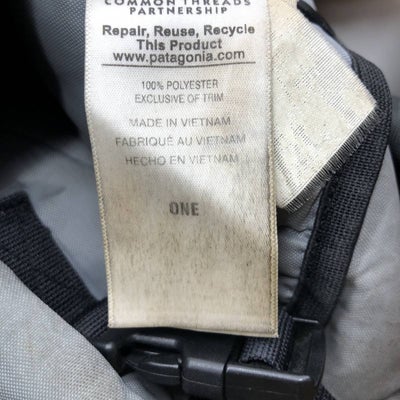 COMMON THREADS
PARTNERSHIP
Repair, Reuse, Recycle
This Product
www.patagonia.com
100% POLYESTER
EXCLUSIVE OF TRIM
MADE IN VIETNAM
FABRIQUÉ AU VIETNAM
HECHO EN VIETNAM
ONE